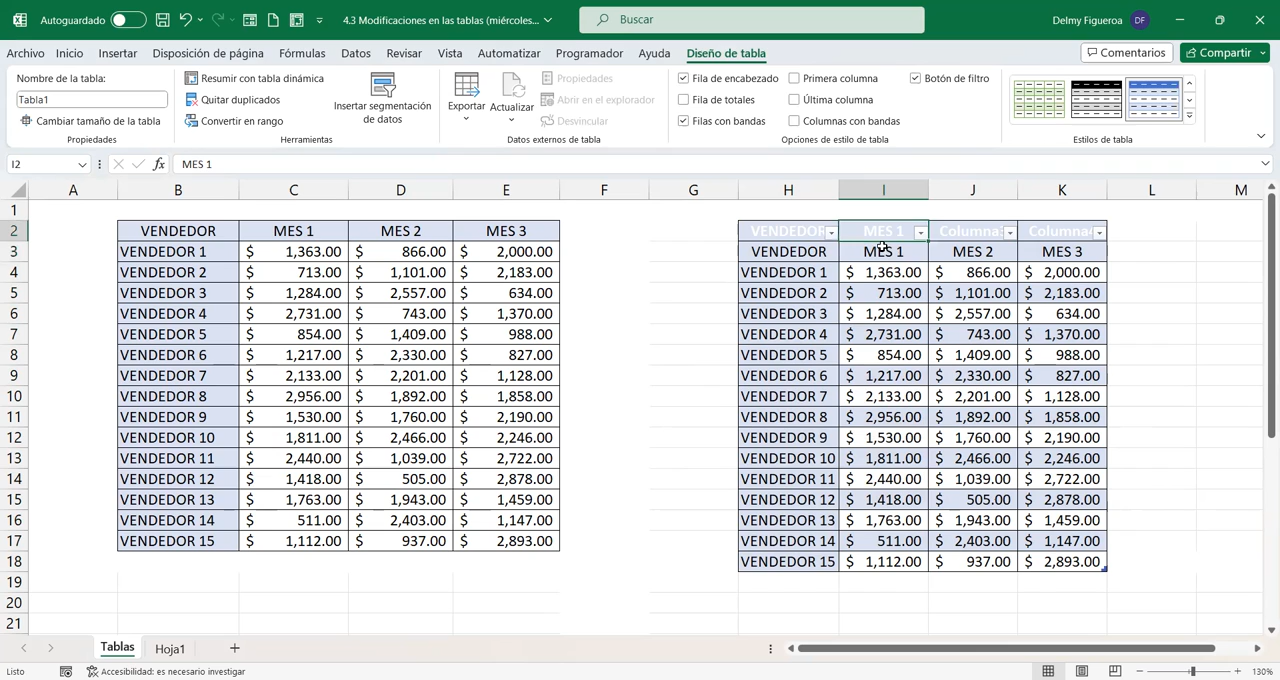 Autoguardado
4.3 Modificaciones en las tablas (miércoles...
Buscar
Delmy Figueroa DF
Archivo Inicio Insertar Disposición de página Fórmulas Datos Revisar Vista Automatizar Programador Ayuda Diseño de tabla Comentarios Compartir
Nombre de la tabla:
Tabla1
Cambiar tamaño de la tabla
Propiedades
Resumir con tabla dinámica
Quitar duplicados
Convertir en rango
Insertar segmentación
de datos
Herramientas
Exportar Actualizar
Propiedades
Abrir en el explorador
Desvincular
Datos externos de tabla
Fila de encabezado Primera columna Botón de filtro
Fila de totales Última columna
Filas con bandas Columnas con bandas
Opciones de estilo de tabla
Estilos de tabla
I2 fx MES 1
A B C D E F G H I J K L M
1
2 VENDEDOR MES 1 MES 2 MES 3 VENDEDOR MES 1 Columna3 Columna4
3 VENDEDOR 1 $ 1,363.00 $ 866.00 $ 2,000.00 VENDEDOR MES 1 MES 2 MES 3
4 VENDEDOR 2 $ 713.00 $ 1,101.00 $ 2,183.00 VENDEDOR 1 $ 1,363.00 $ 866.00 $ 2,000.00
5 VENDEDOR 3 $ 1,284.00 $ 2,557.00 $ 634.00 VENDEDOR 2 $ 713.00 $ 1,101.00 $ 2,183.00
6 VENDEDOR 4 $ 2,731.00 $ 743.00 $ 1,370.00 VENDEDOR 3 $ 1,284.00 $ 2,557.00 $ 634.00
7 VENDEDOR 5 $ 854.00 $ 1,409.00 $ 988.00 VENDEDOR 4 $ 2,731.00 $ 743.00 $ 1,370.00
8 VENDEDOR 6 $ 1,217.00 $ 2,330.00 $ 827.00 VENDEDOR 5 $ 854.00 $ 1,409.00 $ 988.00
9 VENDEDOR 7 $ 2,133.00 $ 2,201.00 $ 1,128.00 VENDEDOR 6 $ 1,217.00 $ 2,330.00 $ 827.00
10 VENDEDOR 8 $ 2,956.00 $ 1,892.00 $ 1,858.00 VENDEDOR 7 $ 2,133.00 $ 2,201.00 $ 1,128.00
11 VENDEDOR 9 $ 1,530.00 $ 1,760.00 $ 2,190.00 VENDEDOR 8 $ 2,956.00 $ 1,892.00 $ 1,858.00
12 VENDEDOR 10 $ 1,811.00 $ 2,466.00 $ 2,246.00 VENDEDOR 9 $ 1,530.00 $ 1,760.00 $ 2,190.00
13 VENDEDOR 11 $ 2,440.00 $ 1,039.00 $ 2,722.00 VENDEDOR 10 $ 1,811.00 $ 2,466.00 $ 2,246.00
14 VENDEDOR 12 $ 1,418.00 $ 505.00 $ 2,878.00 VENDEDOR 11 $ 2,440.00 $ 1,039.00 $ 2,722.00
15 VENDEDOR 13 $ 1,763.00 $ 1,943.00 $ 1,459.00 VENDEDOR 12 $ 1,418.00 $ 505.00 $ 2,878.00
16 VENDEDOR 14 $ 511.00 $ 2,403.00 $ 1,147.00 VENDEDOR 13 $ 1,763.00 $ 1,943.00 $ 1,459.00
17 VENDEDOR 15 $ 1,112.00 $ 937.00 $ 2,893.00 VENDEDOR 14 $ 511.00 $ 2,403.00 $ 1,147.00
18 VENDEDOR 15 $ 1,112.00 $ 937.00 $ 2,893.00
19
20
21
Tablas Hoja1
Listo Accesibilidad: es necesario investigar 130%